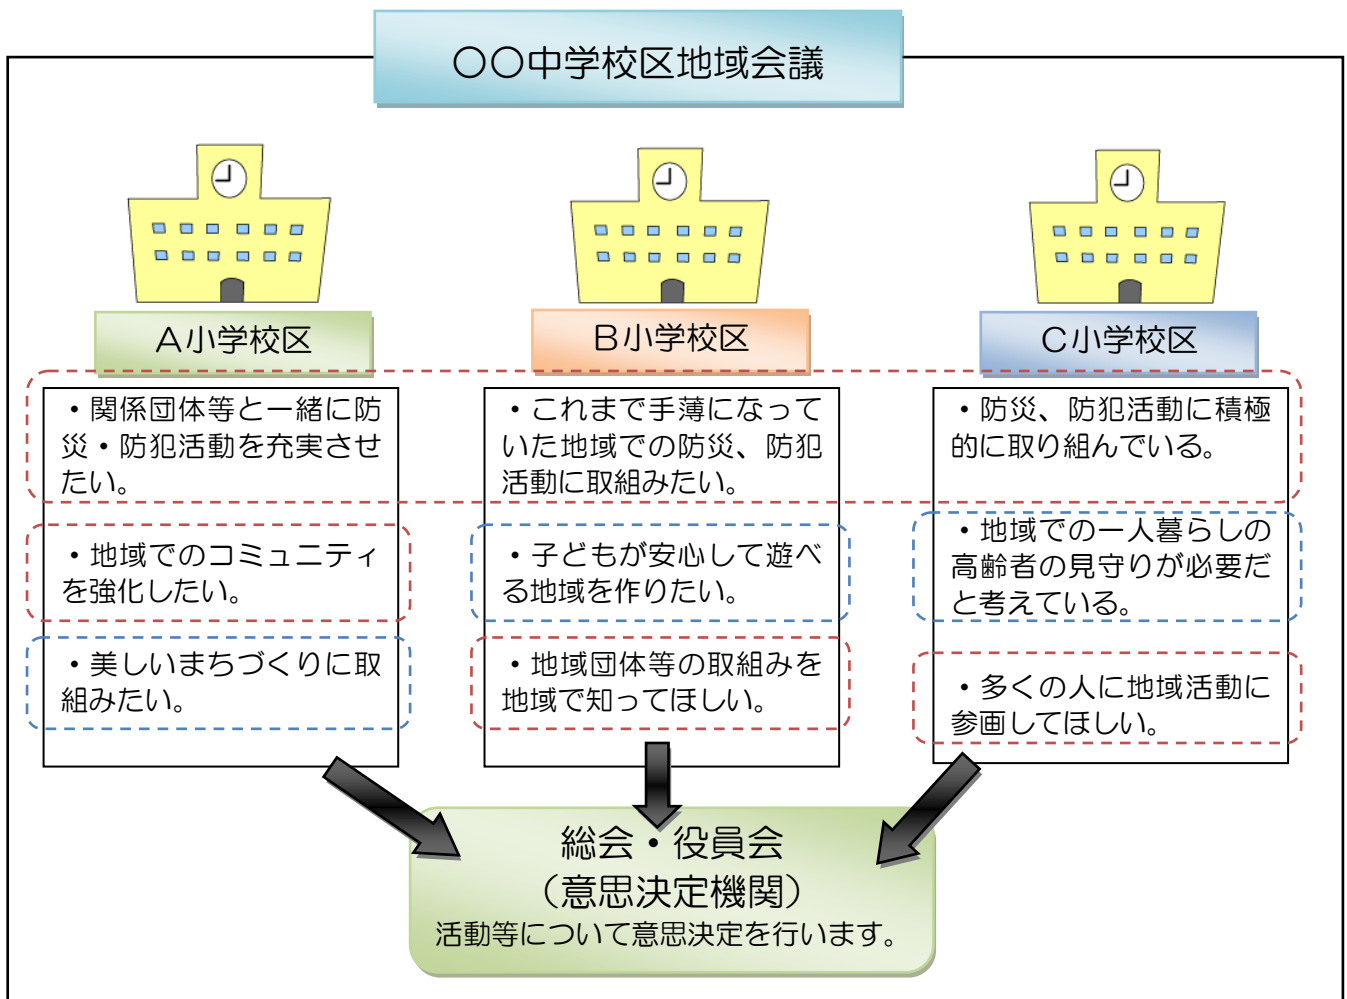 〇〇中学校区地域会議
A小学校区
・関係団体等と一緒に防
災・防犯活動を充実させ
たい。
・地域でのコミュニティ
を強化したい。
・美しいまちづくりに取
組みたい。
B小学校区
・これまで手薄になって
いた地域での防災、防犯
活動に取組みたい。
・子どもが安心して遊べ
る地域を作りたい。
・地域団体等の取組みを
地域で知ってほしい。
C小学校区
・防災、防犯活動に積極
的に取り組んでいる。
・地域での一人暮らしの
高齢者の見守りが必要だ
と考えている。
・多くの人に地域活動に
参画してほしい。
総会・役員会
（意思決定機関）
活動等について意思決定を行います。